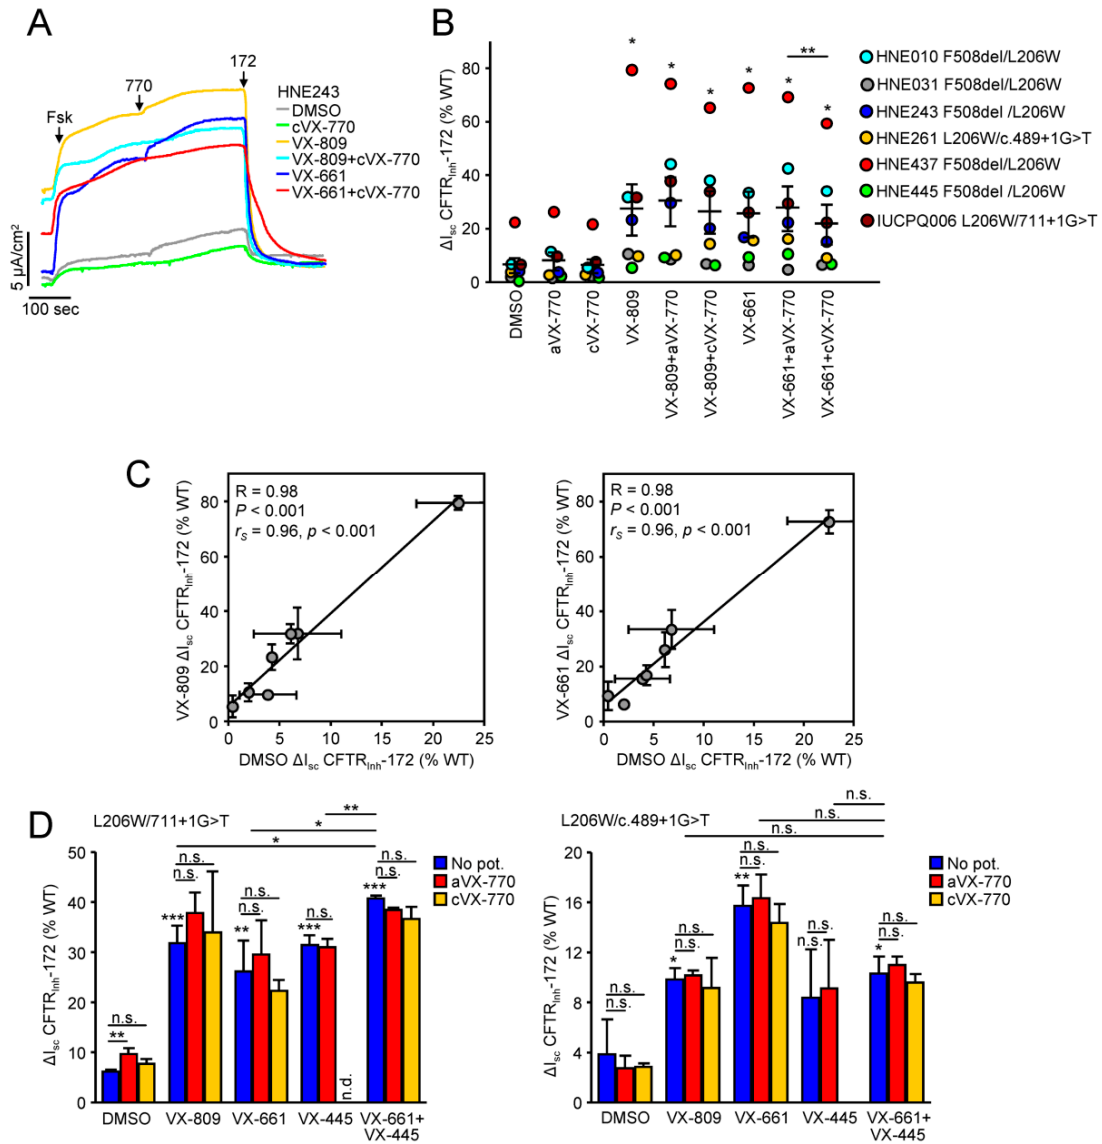 A
Fsk
770
172
HNE243
DMSO
cVX-770
VX-809
VX-809+cVX-770
VX-661
VX-661+cVX-770
5 µA/cm²
100 sec
B
*
*
*
*
*
**
*
ΔIsc CFTRInh-172 (% WT)
80
60
40
20
0
DMSO
aVX-770
cVX-770
VX-809
VX-809+aVX-770
VX-809+cVX-770
VX-661
VX-661+aVX-770
VX-661+cVX-770
HNE010 F508del/L206W
HNE031 F508del/L206W
HNE243 F508del /L206W
HNE261 L206W/c.489+1G>T
HNE437 F508del/L206W
HNE445 F508del /L206W
IUCPQ006 L206W/711+1G>T
C
R = 0.98
P < 0.001
rS = 0.96, p < 0.001
VX-809 ΔIsc CFTRInh-172 (% WT)
80
60
40
20
0
0 5 10 15 20 25
DMSO ΔIsc CFTRInh-172 (% WT)
R = 0.98
P < 0.001
rS = 0.96, p < 0.001
VX-661 ΔIsc CFTRInh-172 (% WT)
80
60
40
20
0
0 5 10 15 20 25
DMSO ΔIsc CFTRInh-172 (% WT)
D
L206W/711+1G>T
**
*
*
ΔIsc CFTRInh-172 (% WT)
50
40
30
20
10
0
n.s.
**
n.s.
n.s.
***
n.s.
n.s.
**
n.s.
***
n.d.
n.s.
n.s.
***
No pot.
aVX-770
cVX-770
DMSO VX-809 VX-661 VX-445 VX-661+
VX-445
L206W/c.489+1G>T
n.s.
n.s.
n.s.
ΔIsc CFTRInh-172 (% WT)
20
16
12
8
4
0
n.s.
n.s.
n.s.
n.s.
*
n.s.
n.s.
**
n.s.
n.s.
n.s.
*
No pot.
aVX-770
cVX-770
DMSO VX-809 VX-661 VX-445 VX-661+
VX-445